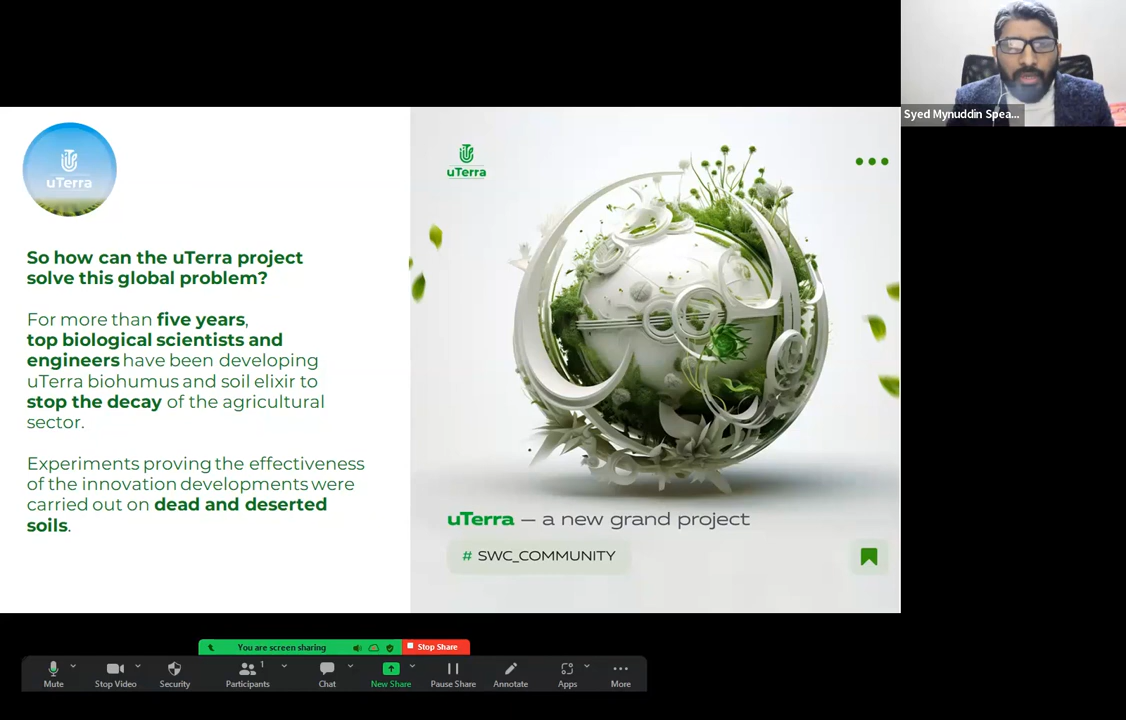 Syed Mynuddin Spea...
uTerra
So how can the uTerra project
solve this global problem?
For more than five years,
top biological scientists and
engineers have been developing
uTerra biohumus and soil elixir to
stop the decay of the agricultural
sector.
Experiments proving the effectiveness
of the innovation developments were
carried out on dead and deserted
soils.
uTerra
uTerra — a new grand project
# SWC_COMMUNITY
You are screen sharing
Stop Share
1
Mute
Stop Video
Security
Participants
Chat
New Share
Pause Share
Annotate
Apps
More